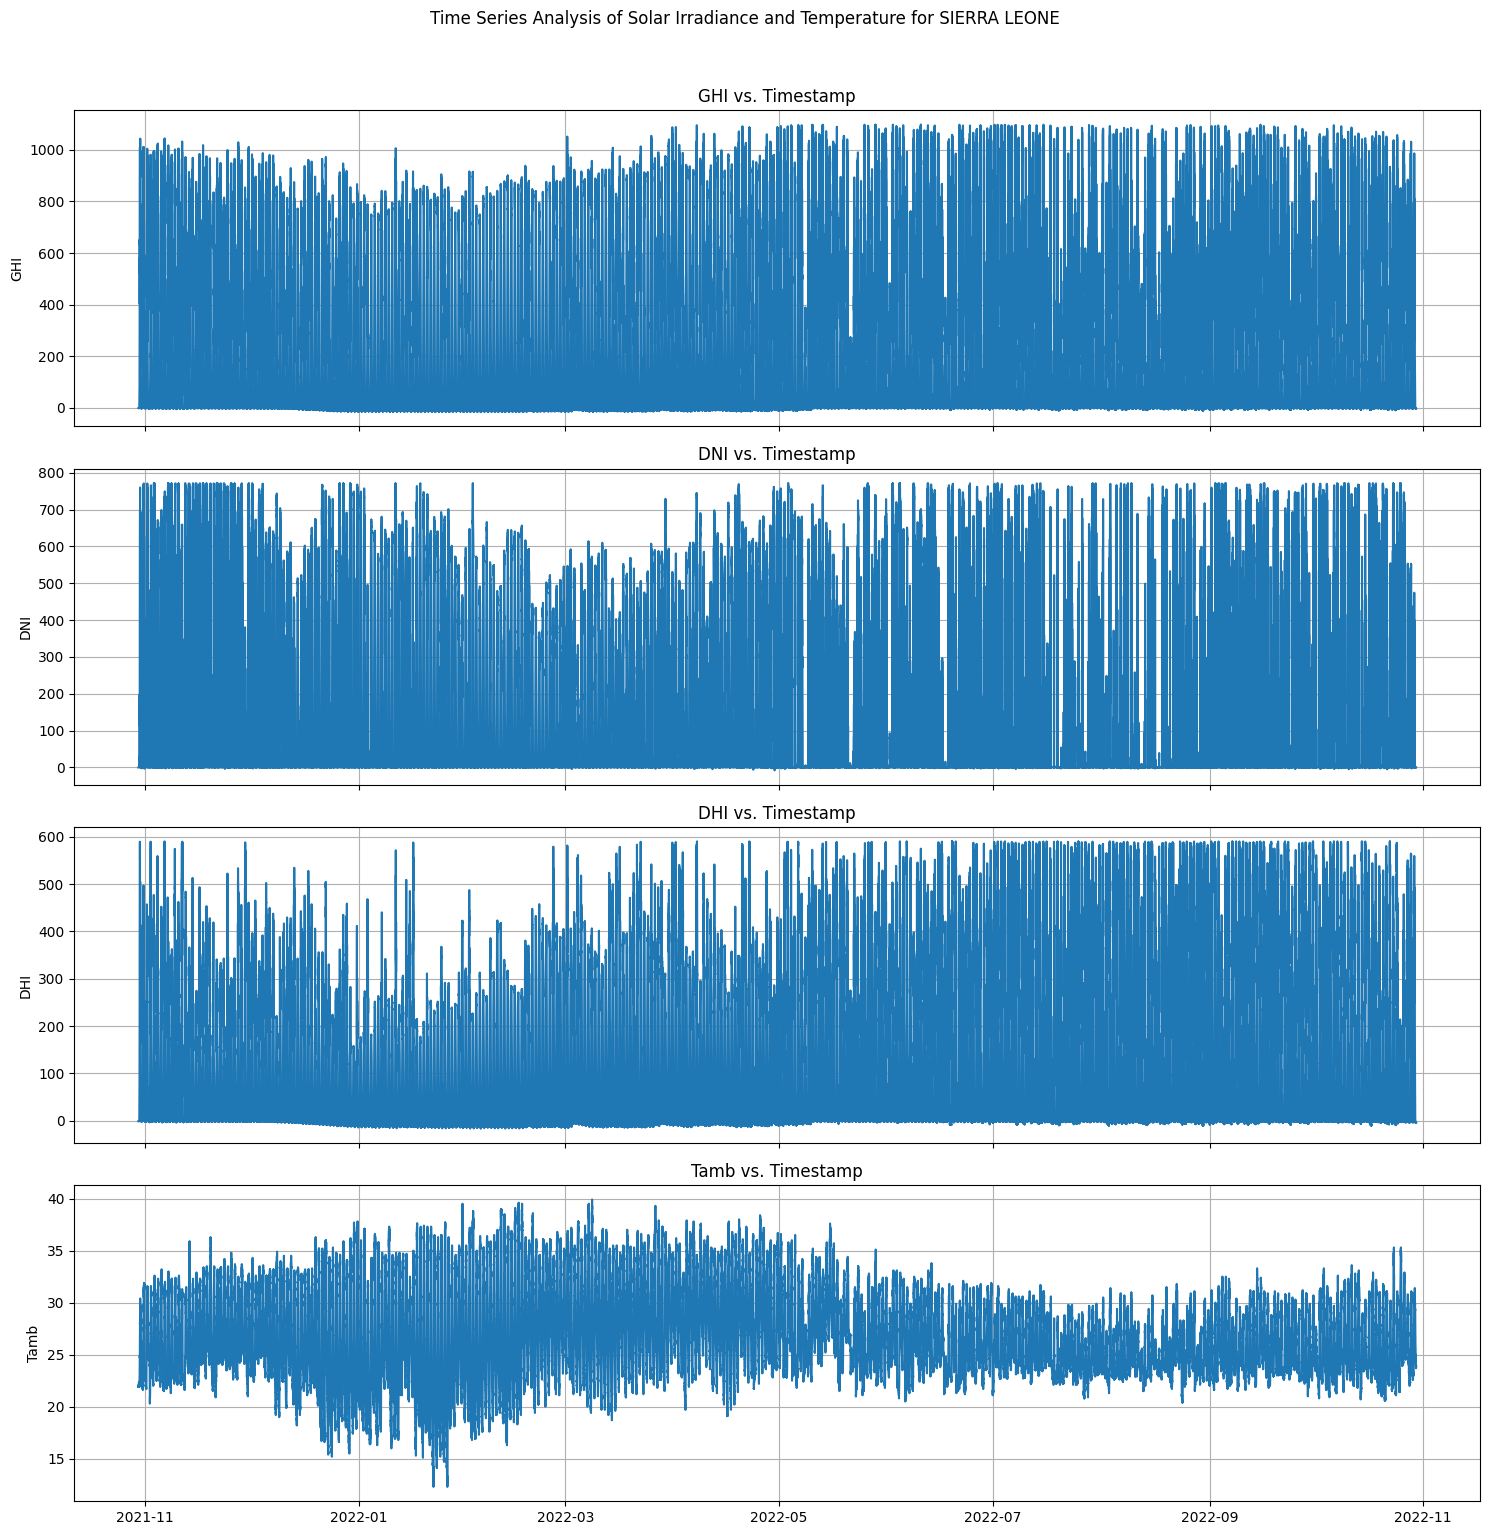 Time Series Analysis of Solar Irradiance and Temperature for SIERRA LEONE
GHI vs. Timestamp
1000
800
600
400
200
0
GHI
DNI vs. Timestamp
800
700
600
500
400
300
200
100
0
DNI
DHI vs. Timestamp
600
500
400
300
200
100
0
DHI
Tamb vs. Timestamp
40
35
30
25
20
15
Tamb
2021-11 2022-01 2022-03 2022-05 2022-07 2022-09 2022-11